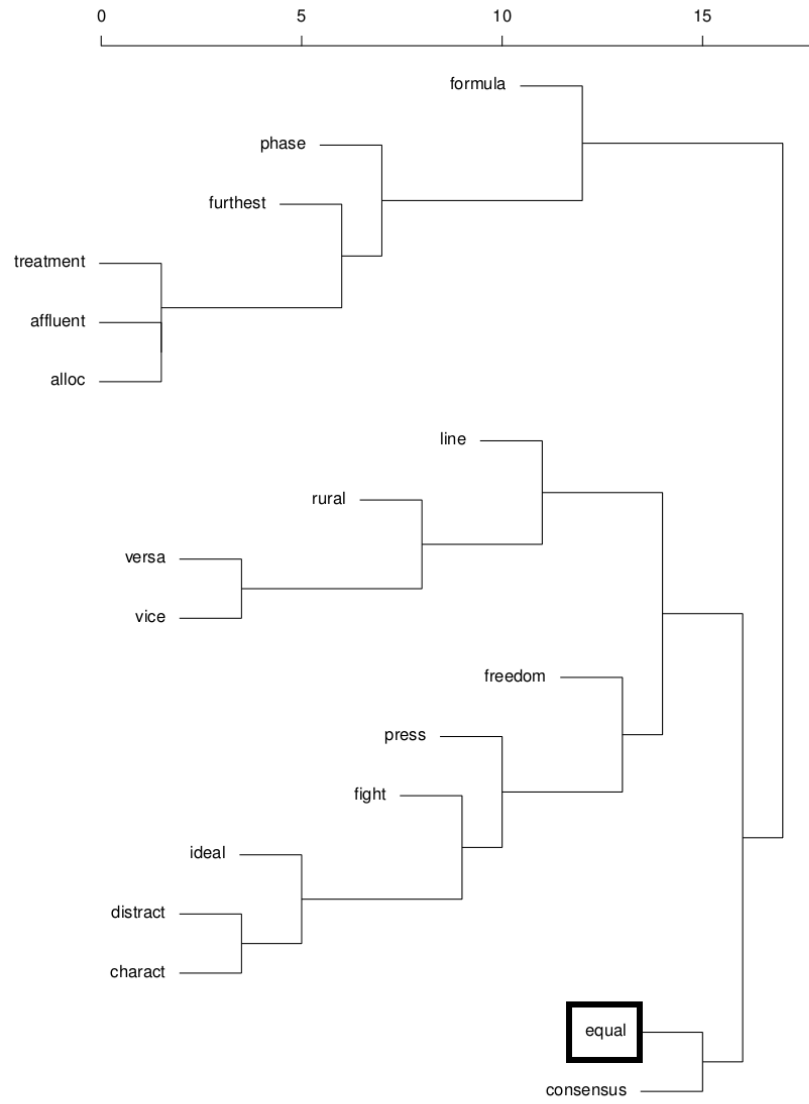 0 5 10 15
formula
phase
furthest
treatment
affluent
alloc
line
rural
versa
vice
freedom
press
fight
ideal
distract
charact
equal
consensus